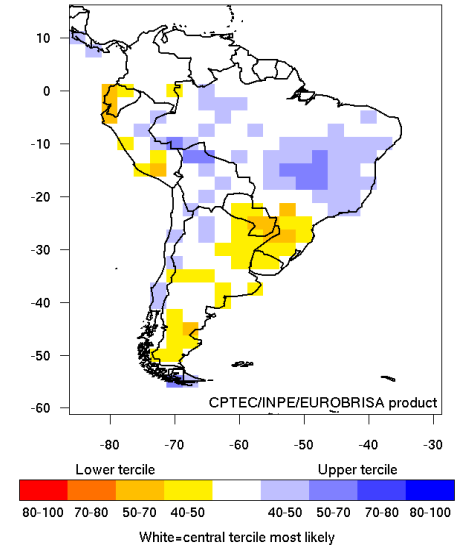 10
0
-10
-20
-30
-40
-50
-60
CPTEC/INPE/EUROBRISA product
-80 -70 -60 -50 -40 -30
Lower tercile Upper tercile
80-100 70-80 50-70 40-50 40-50 50-70 70-80 80-100
White=central tercile most likely